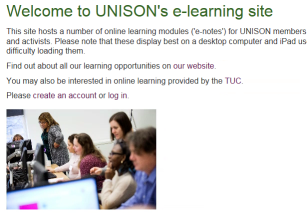 Welcome to UNISON's e-learning site
This site hosts a number of online learning modules ('e-notes') for UNISON members
and activists. Please note that these display best on a desktop computer and iPad us
difficulty loading them.
Find out about all our learning opportunities on our website.
You may also be interested in online learning provided by the TUC.
Please create an account or log in.